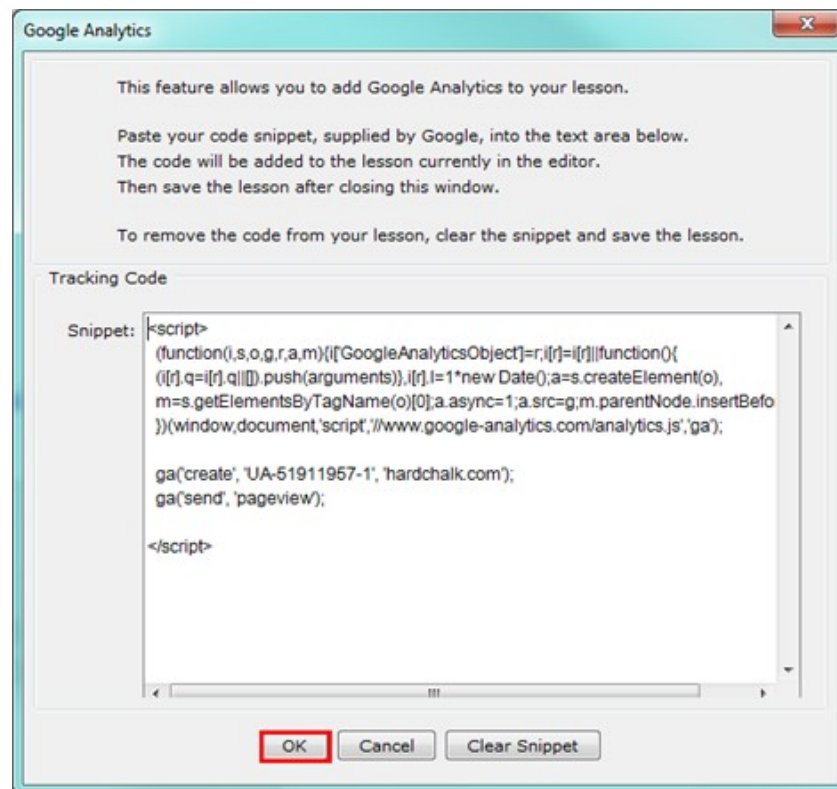 Google Analytics
This feature allows you to add Google Analytics to your lesson.
Paste your code snippet, supplied by Google, into the text area below.
The code will be added to the lesson currently in the editor.
Then save the lesson after closing this window.
To remove the code from your lesson, clear the snippet and save the lesson.
Tracking Code
Snippet:
<script>
(function(i,s,o,g,r,a,m){i['GoogleAnalyticsObject']=r;i[r]=i[r]||function(){
(i[r].q=i[r].q||[]).push(arguments)},i[r].l=1*new Date();a=s.createElement(o),
m=s.getElementsByTagName(o)[0];a.async=1;a.src=g;m.parentNode.insertBefo
})(window,document,'script','//www.google-analytics.com/analytics.js','ga');
ga('create', 'UA-51911957-1', 'hardchalk.com');
ga('send', 'pageview');
</script>
OK Cancel Clear Snippet